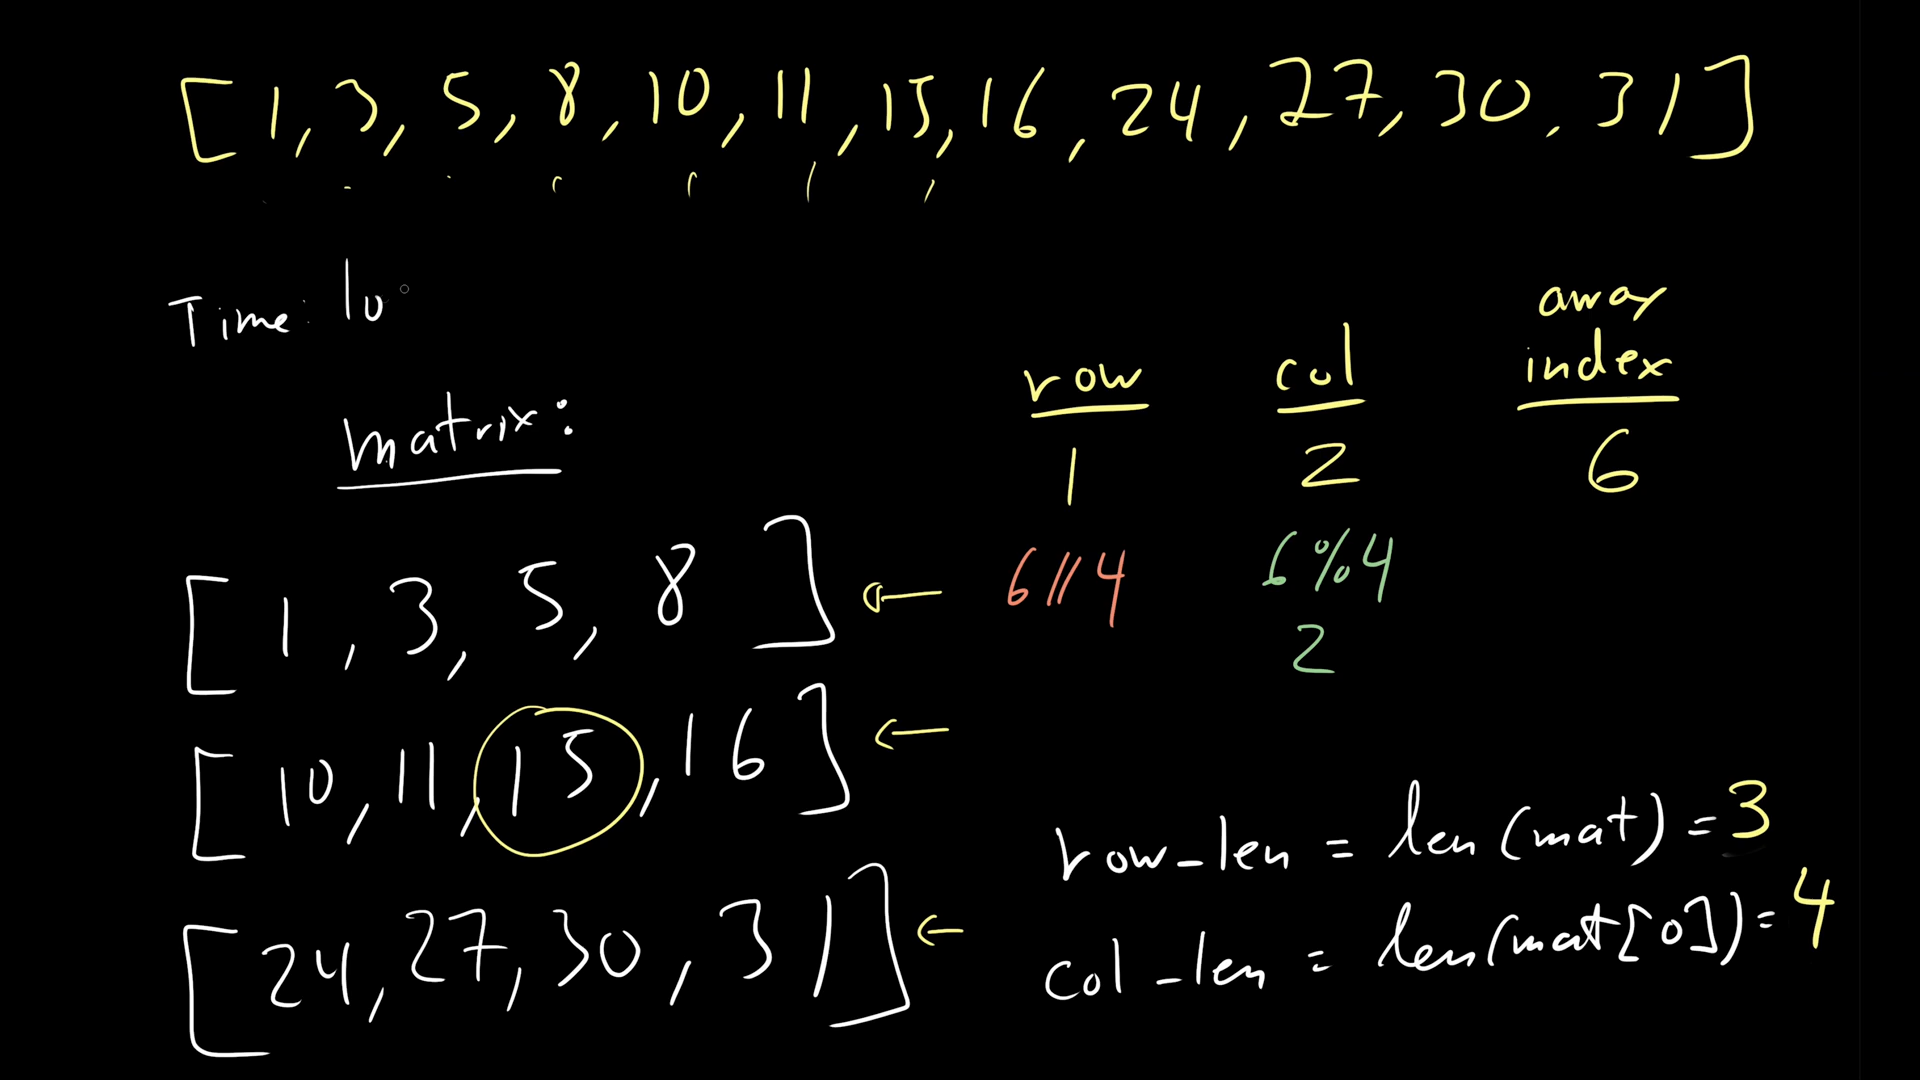 [1, 3, 5, 8, 10, 11, 15, 16, 24, 27, 30, 31]
Time: lo
array
index
row col
matrix:
1 2 6
[1, 3, 5, 8] ←
6//4 6%4
2
[10, 11, 15, 16] ←
row_len = len(mat) = 3
[24, 27, 30, 31] ←
col_len = len(mat[0]) = 4